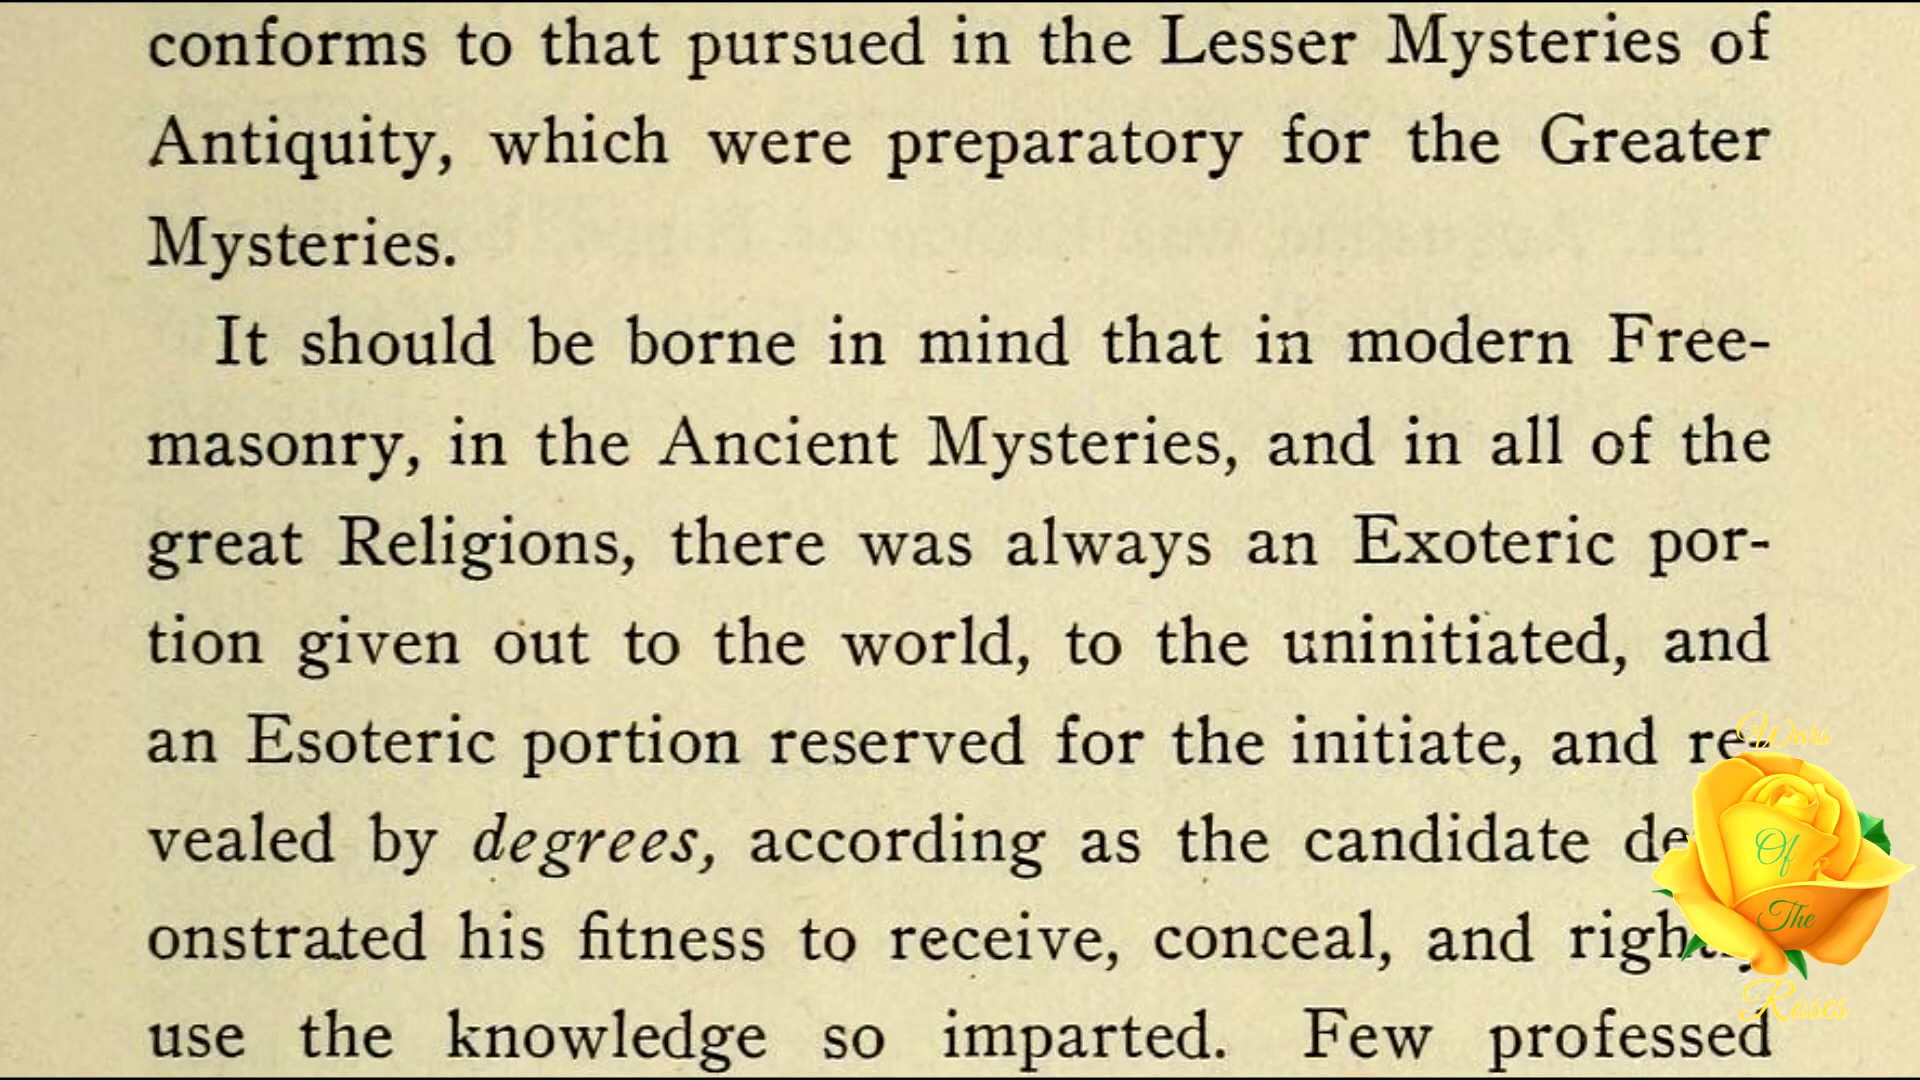 conforms to that pursued in the Lesser Mysteries of
Antiquity, which were preparatory for the Greater
Mysteries.
It should be borne in mind that in modern Free-
masonry, in the Ancient Mysteries, and in all of the
great Religions, there was always an Exoteric por-
tion given out to the world, to the uninitiated, and
an Esoteric portion reserved for the initiate, and re-
vealed by degrees, according as the candidate
onstrated his fitness to receive, conceal, and rightly
use the knowledge so imparted. Few professed
Wars
Of
The
Roses